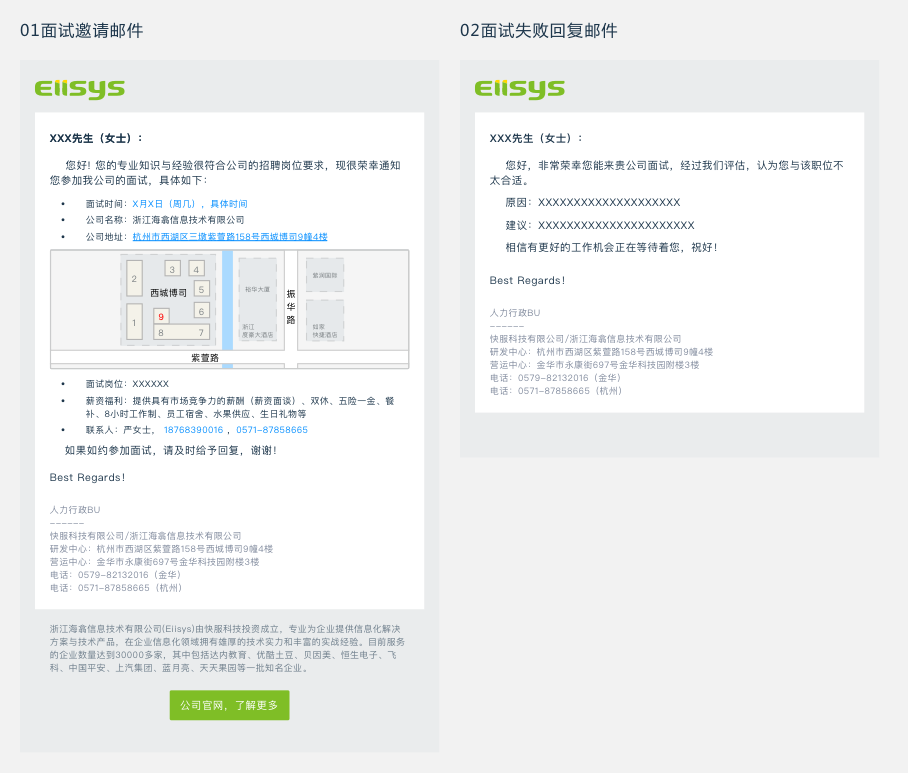 01面试邀请邮件
Eiisys
XXX先生（女士）：
您好! 您的专业知识与经验很符合公司的招聘岗位要求，现很荣幸通知
您参加我公司的面试，具体如下：
• 面试时间：X月X日（周几），具体时间
• 公司名称：浙江海翕信息技术有限公司
• 公司地址：杭州市西湖区三墩紫萱路158号西城博司9幢4楼
2
3
4
裕华大厦
紫润国际
西城博司
5
振华路
9
6
1
8
7
浙江
度豪大酒店
如家
快捷酒店
紫萱路
• 面试岗位：XXXXXX
• 薪资福利：提供具有市场竞争力的薪酬（薪资面谈）、双休、五险一金、餐
补、8小时工作制、员工宿舍、水果供应、生日礼物等
• 联系人：严女士， 18768390016 ，0571-87858665
如果如约参加面试，请及时给予回复，谢谢！
Best Regards！
人力行政BU
------
快服科技有限公司/浙江海翕信息技术有限公司
研发中心：杭州市西湖区紫萱路158号西城博司9幢4楼
营运中心：金华市永康街697号金华科技园附楼3楼
电话：0579-82132016（金华）
电话：0571-87858665（杭州）
浙江海翕信息技术有限公司(Eiisys)由快服科技投资成立，专业为企业提供信息化解决
方案与技术产品，在企业信息化领域拥有雄厚的技术实力和丰富的实战经验。目前服务
的企业数量达到30000多家，其中包括达内教育、优酷土豆、贝因美、恒生电子、飞
科、中国平安、上汽集团、蓝月亮、天天果园等一批知名企业。
公司官网，了解更多
02面试失败回复邮件
Eiisys
XXX先生（女士）：
您好，非常荣幸您能来贵公司面试，经过我们评估，认为您与该职位不
太合适。
原因：XXXXXXXXXXXXXXXXXXXX
建议：XXXXXXXXXXXXXXXXXXXXXX
相信有更好的工作机会正在等待着您，祝好！
Best Regards！
人力行政BU
------
快服科技有限公司/浙江海翕信息技术有限公司
研发中心：杭州市西湖区紫萱路158号西城博司9幢4楼
营运中心：金华市永康街697号金华科技园附楼3楼
电话：0579-82132016（金华）
电话：0571-87858665（杭州）